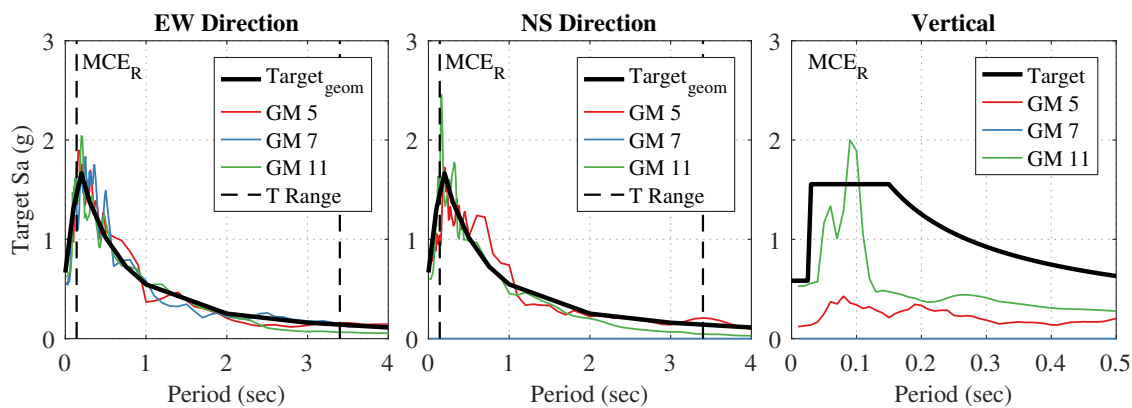 EW Direction
NS Direction
Vertical
Target Sa (g)
3
2
1
0
MCE_R
Target_geom
GM 5
GM 7
GM 11
T Range
0
1
2
3
4
Period (sec)
3
2
1
0
MCE_R
Target_geom
GM 5
GM 7
GM 11
T Range
0
1
2
3
4
Period (sec)
3
2
1
0
MCE_R
Target
GM 5
GM 7
GM 11
0
0.1
0.2
0.3
0.4
0.5
Period (sec)